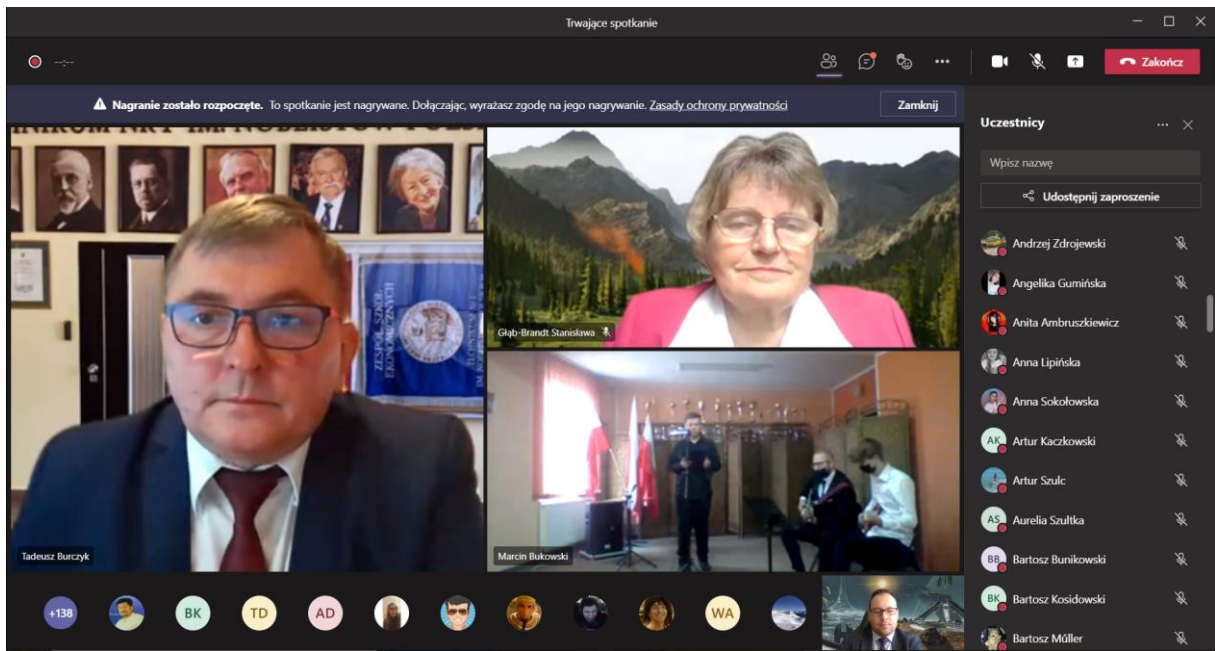 Trwające spotkanie
--:--
Zakończ
Nagranie zostało rozpoczęte. To spotkanie jest nagrywane. Dołączając, wyrażasz zgodę na jego nagrywanie. Zasady ochrony prywatności
Zamknij
Uczestnicy
Wpisz nazwę
Udostępnij zaproszenie
ZESPÓŁ SZKÓŁ
EKONOMICZNYCH
Tadeusz Burczyk
Głąb-Brandt Stanisława
Marcin Bukowski
Andrzej Zdrojewski
Angelika Gumińska
Anita Ambruszkiewicz
Anna Lipińska
Anna Sokołowska
AK Artur Kaczkowski
Artur Szulc
AS Aurelia Szultka
BB Bartosz Bunikowski
BK Bartosz Kosidowski
Bartosz Müller
+138
BK
TD
AD
WA